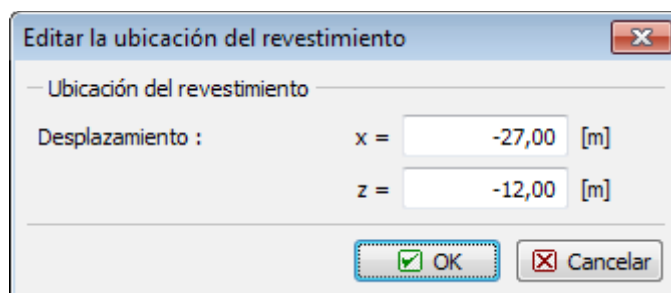 Editar la ubicación del revestimiento
Ubicación del revestimiento
Desplazamiento : x = -27,00 [m]
z = -12,00 [m]
OK Cancelar